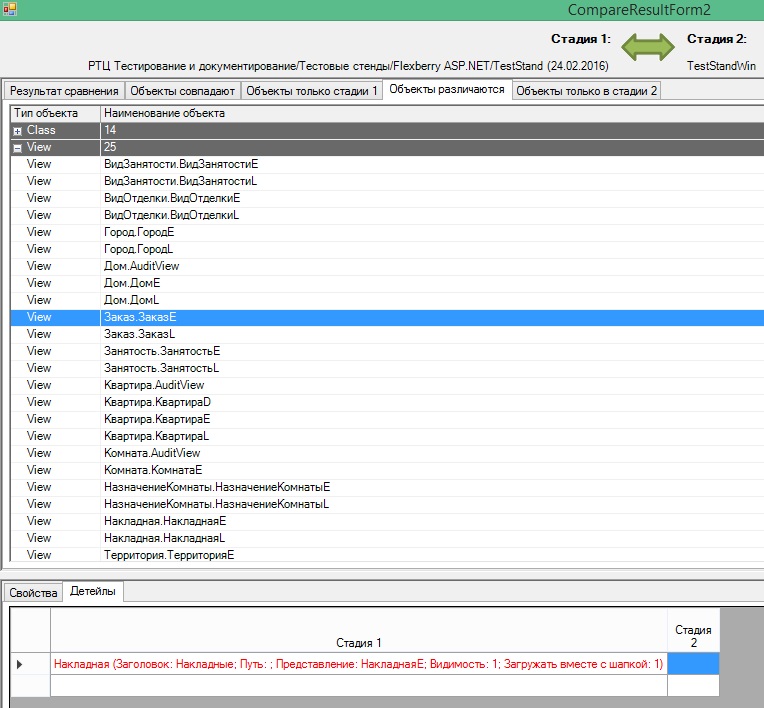 CompareResultForm2
Стадия 1: Стадия 2:
РТЦ Тестирование и документирование/Тестовые стенды/Flexberry ASP.NET/TestStand (24.02.2016) TestStandWin
Результат сравнения Объекты совпадают Объекты только стадии 1 Объекты различаются Объекты только в стадии 2
Тип объекта Наименование объекта
Class 14
View 25
View ВидЗанятости.ВидЗанятостиE
View ВидЗанятости.ВидЗанятостиL
View ВидОтделки.ВидОтделкиE
View ВидОтделки.ВидОтделкиL
View Город.ГородE
View Город.ГородL
View Дом.AuditView
View Дом.ДомE
View Дом.ДомL
View Заказ.ЗаказE
View Заказ.ЗаказL
View Занятость.ЗанятостьE
View Занятость.ЗанятостьL
View Квартира.AuditView
View Квартира.КвартираD
View Квартира.КвартираE
View Квартира.КвартираL
View Комната.AuditView
View Комната.КомнатаE
View НазначениеКомнаты.НазначениеКомнатыE
View НазначениеКомнаты.НазначениеКомнатыL
View Накладная.НакладнаяE
View Накладная.НакладнаяL
View Территория.ТерриторияE
Свойства Детейлы
Стадия 1 Стадия 2
Накладная (Заголовок: Накладные; Путь: ; Представление: НакладнаяE; Видимость: 1; Загружать вместе с шапкой: 1)